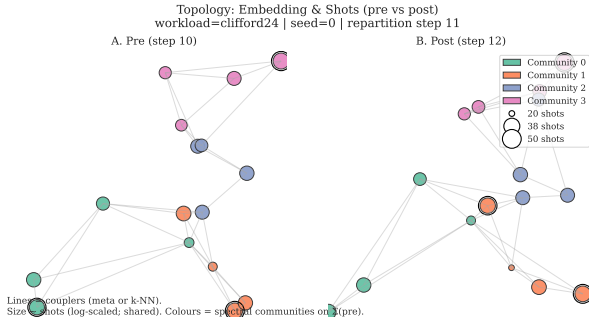 Topology: Embedding & Shots (pre vs post)
workload=clifford24 | seed=0 | repartition step 11
A. Pre (step 10)
B. Post (step 12)
Community 0
Community 1
Community 2
Community 3
20 shots
38 shots
50 shots
Lines: couplers (meta or k-NN).
Size = shots (log-scaled; shared). Colours = spectral communities on Σ(pre).